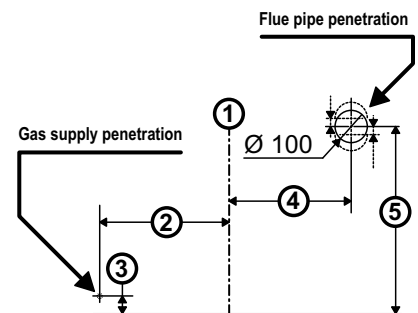 Flue pipe penetration
①
Gas supply penetration
Ø 100
②
④
⑤
③